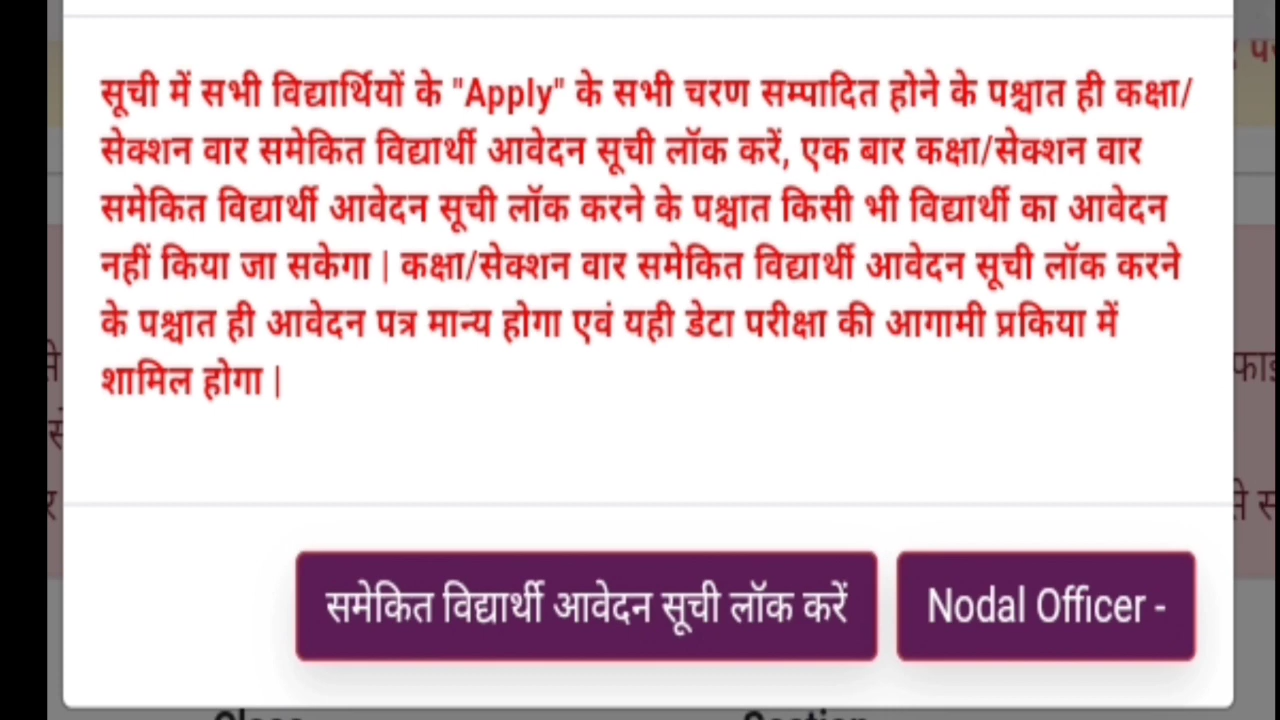 सूची में सभी विद्यार्थियों के "Apply" के सभी चरण सम्पादित होने के पश्चात ही कक्षा/
सेक्शन वार समेकित विद्यार्थी आवेदन सूची लॉक करें, एक बार कक्षा/सेक्शन वार
समेकित विद्यार्थी आवेदन सूची लॉक करने के पश्चात किसी भी विद्यार्थी का आवेदन
नहीं किया जा सकेगा | कक्षा/सेक्शन वार समेकित विद्यार्थी आवेदन सूची लॉक करने
के पश्चात ही आवेदन पत्र मान्य होगा एवं यही डेटा परीक्षा की आगामी प्रकिया में
शामिल होगा |
समेकित विद्यार्थी आवेदन सूची लॉक करें
Nodal Officer -